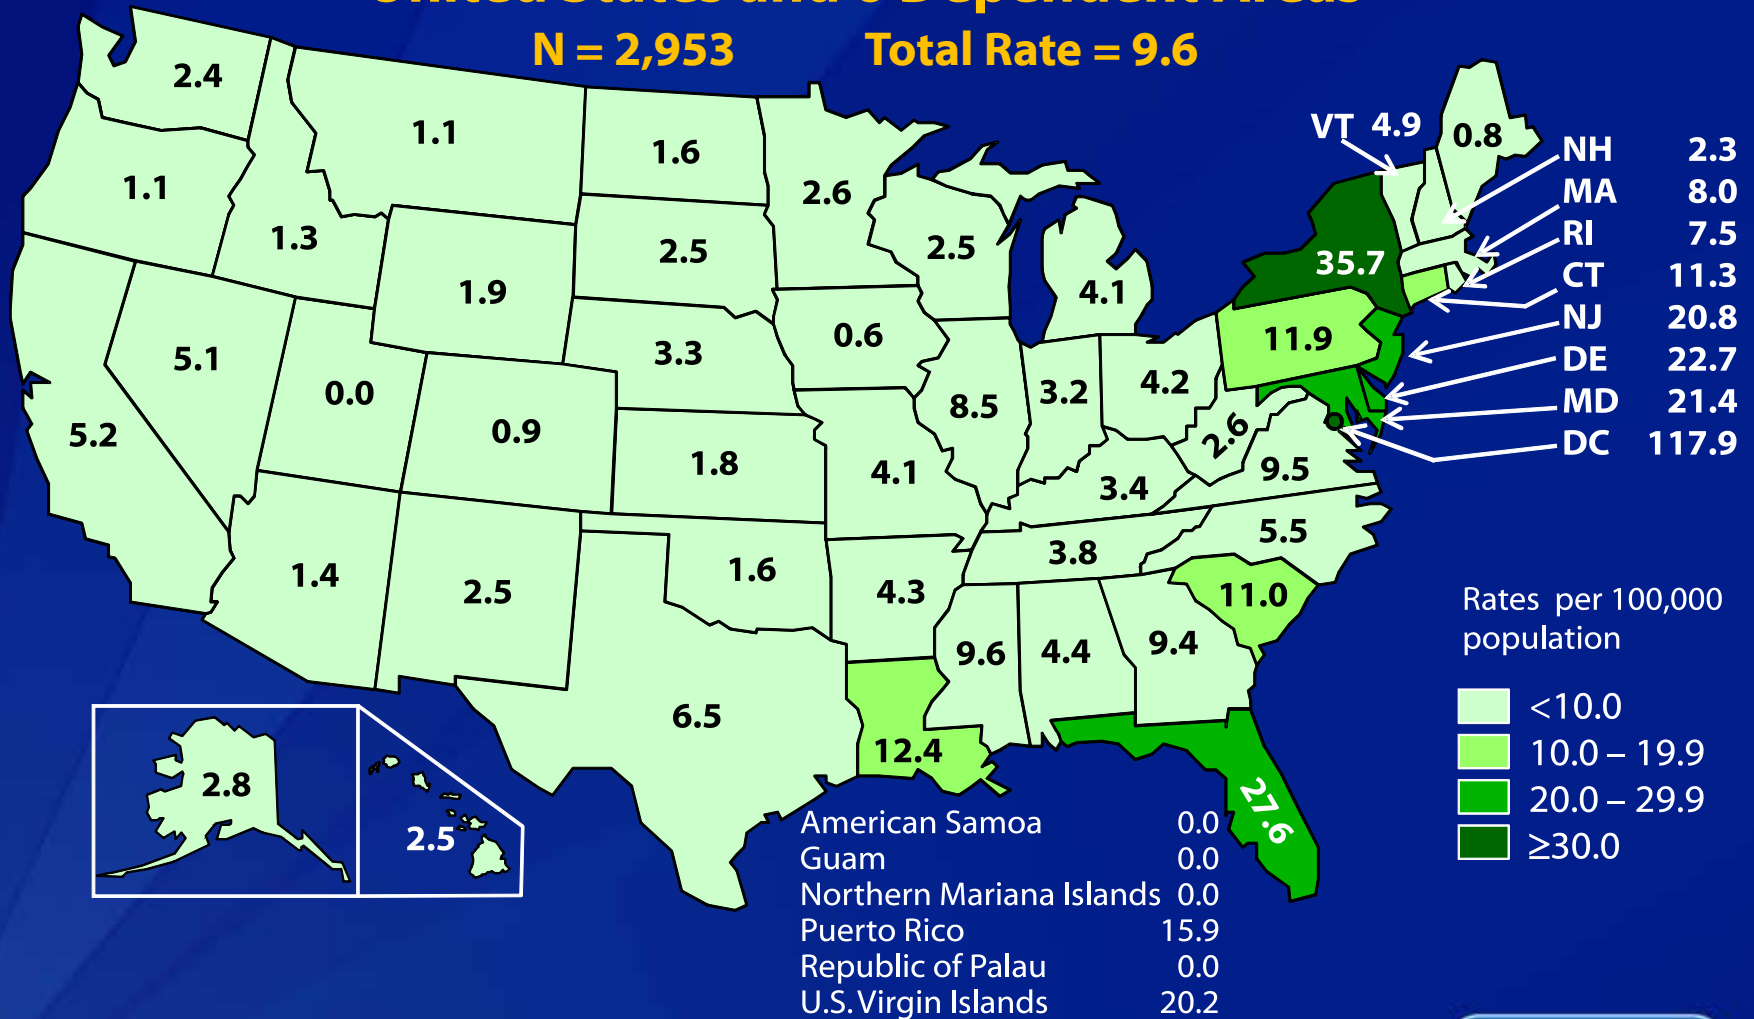 United States and 6 Dependent Areas
N = 2,953 Total Rate = 9.6
2.4
1.1
1.6
2.6
VT 4.9
0.8
NH 2.3
MA 8.0
RI 7.5
CT 11.3
NJ 20.8
DE 22.7
MD 21.4
DC 117.9
1.1
1.3
1.9
2.5
2.5
4.1
35.7
5.1
0.0
0.9
3.3
0.6
8.5
3.2
4.2
11.9
5.2
1.8
4.1
3.4
2.6
9.5
1.4
2.5
1.6
4.3
3.8
5.5
11.0
6.5
12.4
9.6
4.4
9.4
27.6
2.8
2.5
Rates per 100,000
population
<10.0
10.0 – 19.9
20.0 – 29.9
≥30.0
American Samoa 0.0
Guam 0.0
Northern Mariana Islands 0.0
Puerto Rico 15.9
Republic of Palau 0.0
U.S. Virgin Islands 20.2